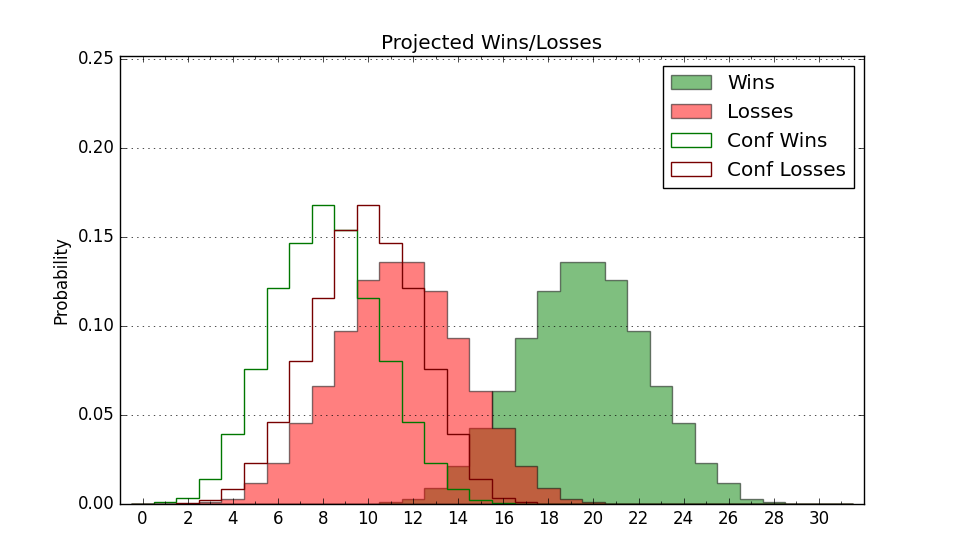 Projected Wins/Losses
0.25
0.20
0.15
0.10
0.05
0.00
Probability
Wins
Losses
Conf Wins
Conf Losses
0 2 4 6 8 10 12 14 16 18 20 22 24 26 28 30